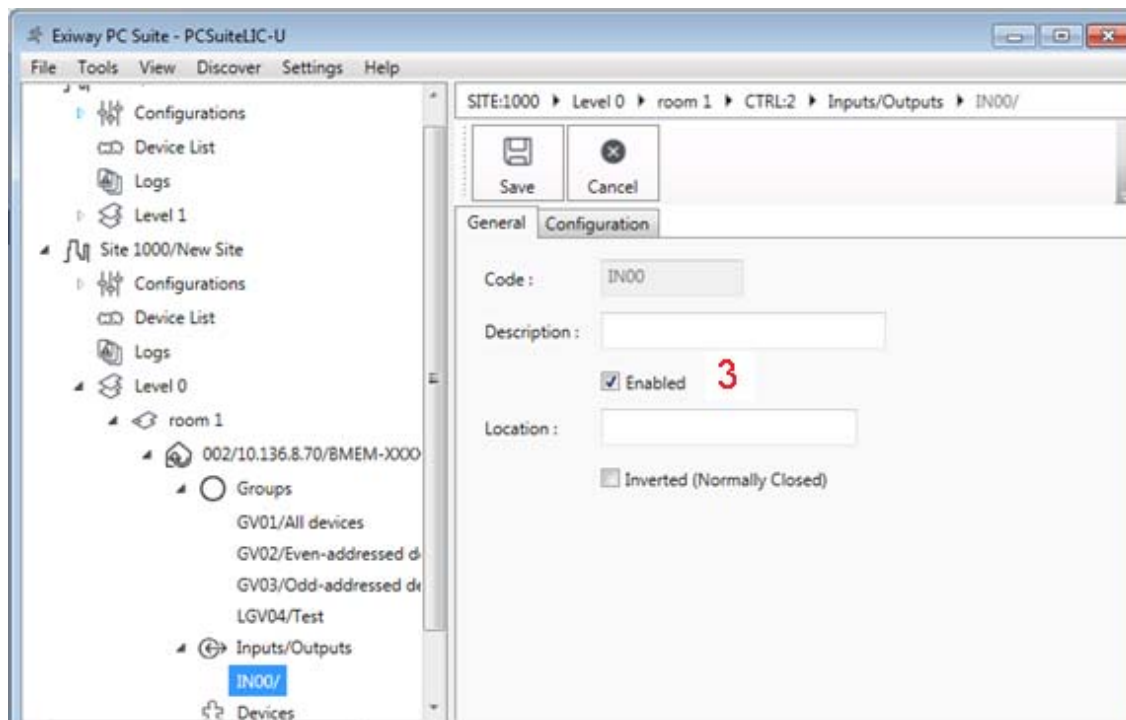 Exiway PC Suite - PCSuiteLIC-U
File Tools View Discover Settings Help
Configurations
Device List
Logs
Level 1
Site 1000/New Site
Configurations
Device List
Logs
Level 0
room 1
002/10.136.8.70/BMEM-XXXX
Groups
GV01/All devices
GV02/Even-addressed d
GV03/Odd-addressed de
LGV04/Test
Inputs/Outputs
IN00/
Devices
SITE:1000 Level 0 room 1 CTRL:2 Inputs/Outputs IN00/
Save Cancel
General Configuration
Code : IN00
Description :
Enabled 3
Location :
Inverted (Normally Closed)